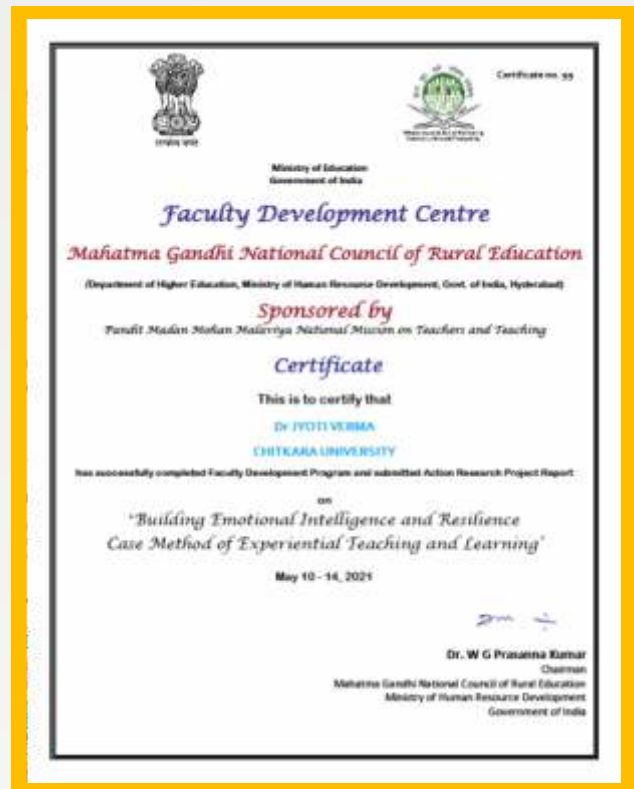 Certificate no. 99
सत्यमेव जयते
Ministry of Education
Government of India
Faculty Development Centre
Mahatma Gandhi National Council of Rural Education
(Department of Higher Education, Ministry of Human Resource Development, Govt. of India, Hyderabad)
Sponsored by
Pandit Madan Mohan Malaviya National Mission on Teachers and Teaching
Certificate
This is to certify that
Dr JYOTI VERMA
CHITKARA UNIVERSITY
has successfully completed Faculty Development Program and submitted Action Research Project Report
on
"Building Emotional Intelligence and Resilience
Case Method of Experiential Teaching and Learning"
May 10 - 14, 2021
Dr. W G Prasanna Kumar
Chairman
Mahatma Gandhi National Council of Rural Education
Ministry of Human Resource Development
Government of India